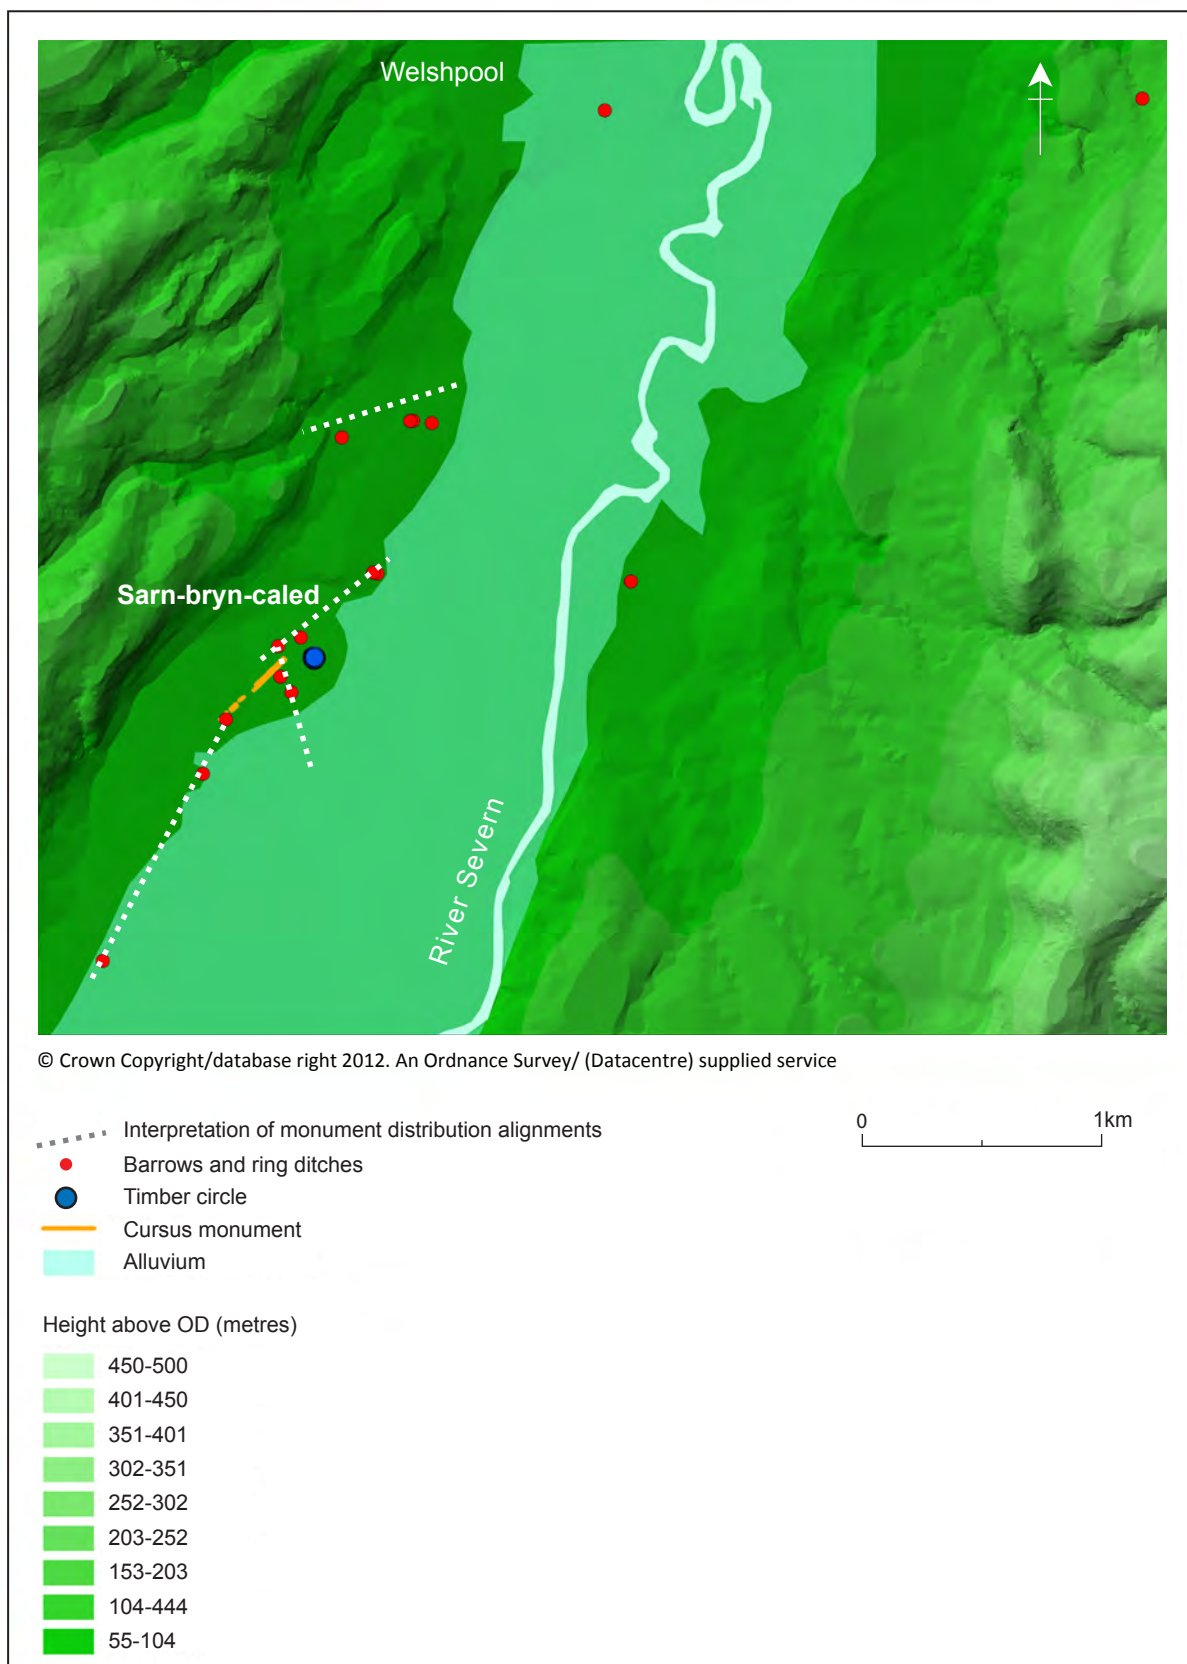 Welshpool
Sarn-bryn-caled
River Severn
© Crown Copyright/database right 2012. An Ordnance Survey/ (Datacentre) supplied service
Interpretation of monument distribution alignments
Barrows and ring ditches
Timber circle
Cursus monument
Alluvium
0 1km
Height above OD (metres)
450-500
401-450
351-401
302-351
252-302
203-252
153-203
104-444
55-104